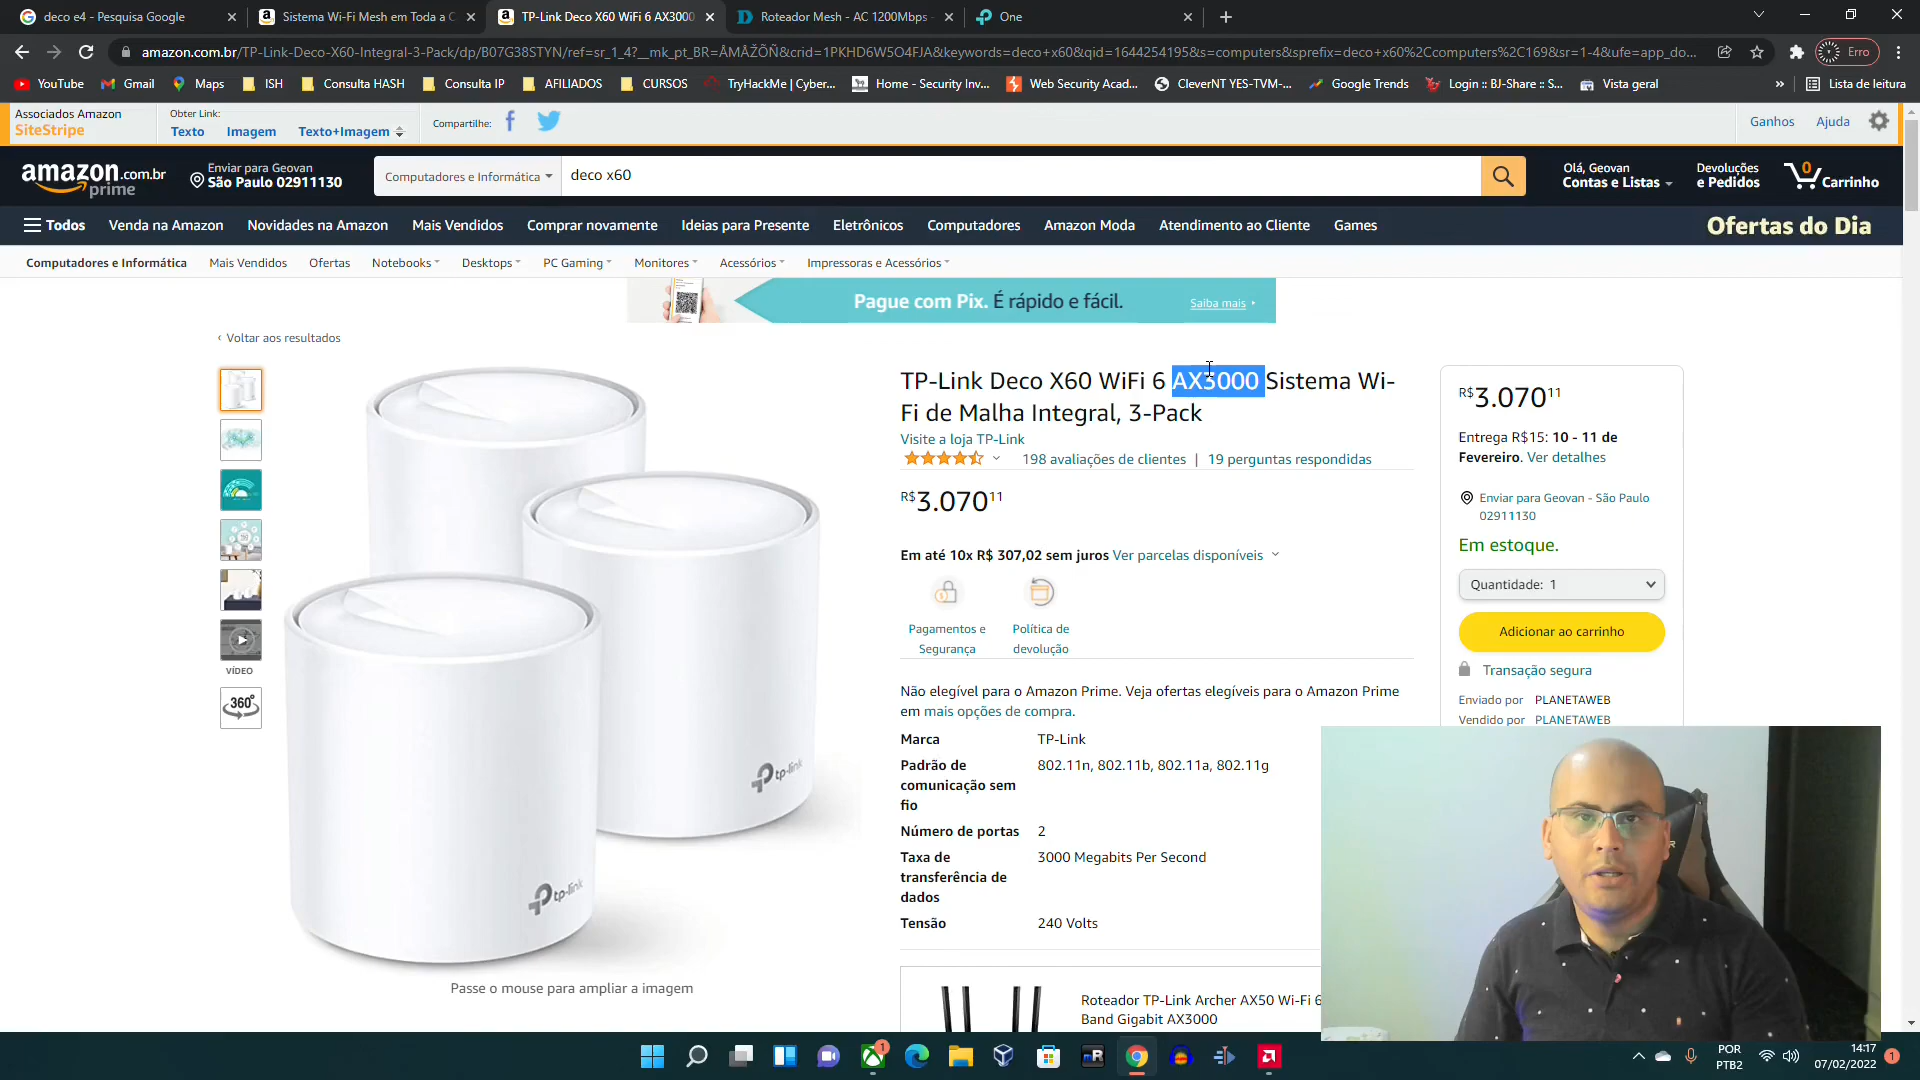 deco e4 - Pesquisa Google
Sistema Wi-Fi Mesh em Toda a C
TP-Link Deco X60 WiFi 6 AX3000
Roteador Mesh - AC 1200Mbps -
One
amazon.com.br/TP-Link-Deco-X60-Integral-3-Pack/dp/B07G38STYN/ref=sr_1_4?__mk_pt_BR=ÅMÅŽÕÑ&crid=1PKHD6W5O4FJA&keywords=deco+x60&qid=1644254195&s=computers&sprefix=deco+x60%2Ccomputers%2C169&sr=1-4&ufe=app_do...
Erro
YouTube
Gmail
Maps
ISH
Consulta HASH
Consulta IP
AFILIADOS
CURSOS
TryHackMe | Cyber...
Home - Security Inv...
Web Security Acad...
CleverNT YES-TVM-...
Google Trends
Login :: BJ-Share :: S...
Vista geral
»
Lista de leitura
Associados Amazon
SiteStripe
Obter Link:
Texto
Imagem
Texto+Imagem
Compartilhe:
Ganhos
Ajuda
amazon.com.br
prime
Enviar para Geovan
São Paulo 02911130
Computadores e Informática
deco x60
Olá, Geovan
Contas e Listas
Devoluções
e Pedidos
0
Carrinho
Todos
Venda na Amazon
Novidades na Amazon
Mais Vendidos
Comprar novamente
Ideias para Presente
Eletrônicos
Computadores
Amazon Moda
Atendimento ao Cliente
Games
Ofertas do Dia
Computadores e Informática
Mais Vendidos
Ofertas
Notebooks
Desktops
PC Gaming
Monitores
Acessórios
Impressoras e Acessórios
Pague com Pix. É rápido e fácil.
Saiba mais
‹ Voltar aos resultados
VÍDEO
360°
tp-link
tp-link
Passe o mouse para ampliar a imagem
TP-Link Deco X60 WiFi 6 AX3000 Sistema Wi-
Fi de Malha Integral, 3-Pack
Visite a loja TP-Link
198 avaliações de clientes | 19 perguntas respondidas
R$3.07011
Em até 10x R$ 307,02 sem juros Ver parcelas disponíveis
Pagamentos e
Segurança
Política de
devolução
Não elegível para o Amazon Prime. Veja ofertas elegíveis para o Amazon Prime
em mais opções de compra.
Marca TP-Link
Padrão de 802.11n, 802.11b, 802.11a, 802.11g
comunicação sem
fio
Número de portas 2
Taxa de 3000 Megabits Per Second
transferência de
dados
Tensão 240 Volts
Roteador TP-Link Archer AX50 Wi-Fi 6
Band Gigabit AX3000
R$3.07011
Entrega R$15: 10 - 11 de
Fevereiro. Ver detalhes
Enviar para Geovan - São Paulo
02911130
Em estoque.
Quantidade: 1
Adicionar ao carrinho
Transação segura
Enviado por PLANETAWEB
Vendido por PLANETAWEB
1
mR
POR
PTB2
14:17
07/02/2022
1